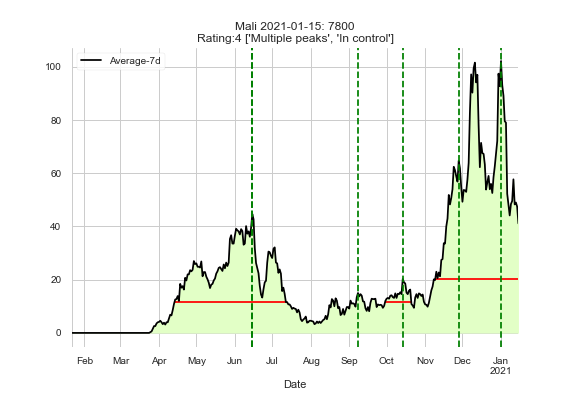 Mali 2021-01-15: 7800
Rating:4 ['Multiple peaks', 'In control']
Average-7d
100
80
60
40
20
0
Feb Mar Apr May Jun Jul Aug Sep Oct Nov Dec Jan
2021
Date